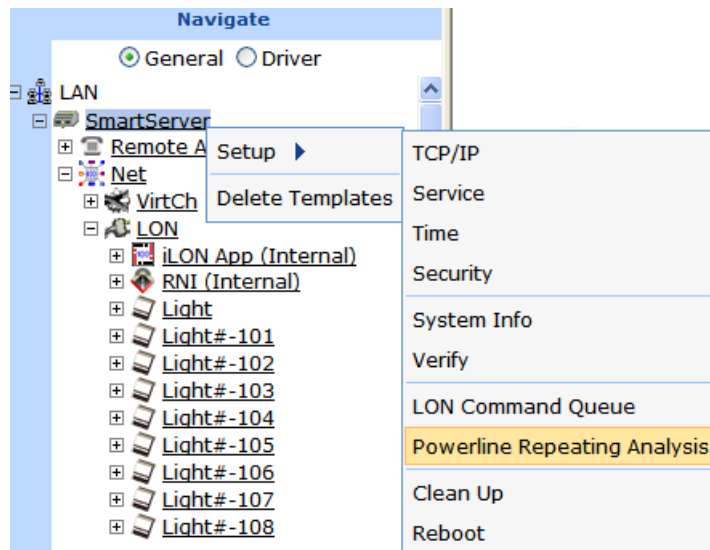 Navigate
General Driver
LAN
SmartServer
Remote A
Net
VirtCh
LON
iLON App (Internal)
RNI (Internal)
Light
Light#-101
Light#-102
Light#-103
Light#-104
Light#-105
Light#-106
Light#-107
Light#-108
Setup
Delete Templates
TCP/IP
Service
Time
Security
System Info
Verify
LON Command Queue
Powerline Repeating Analysis
Clean Up
Reboot